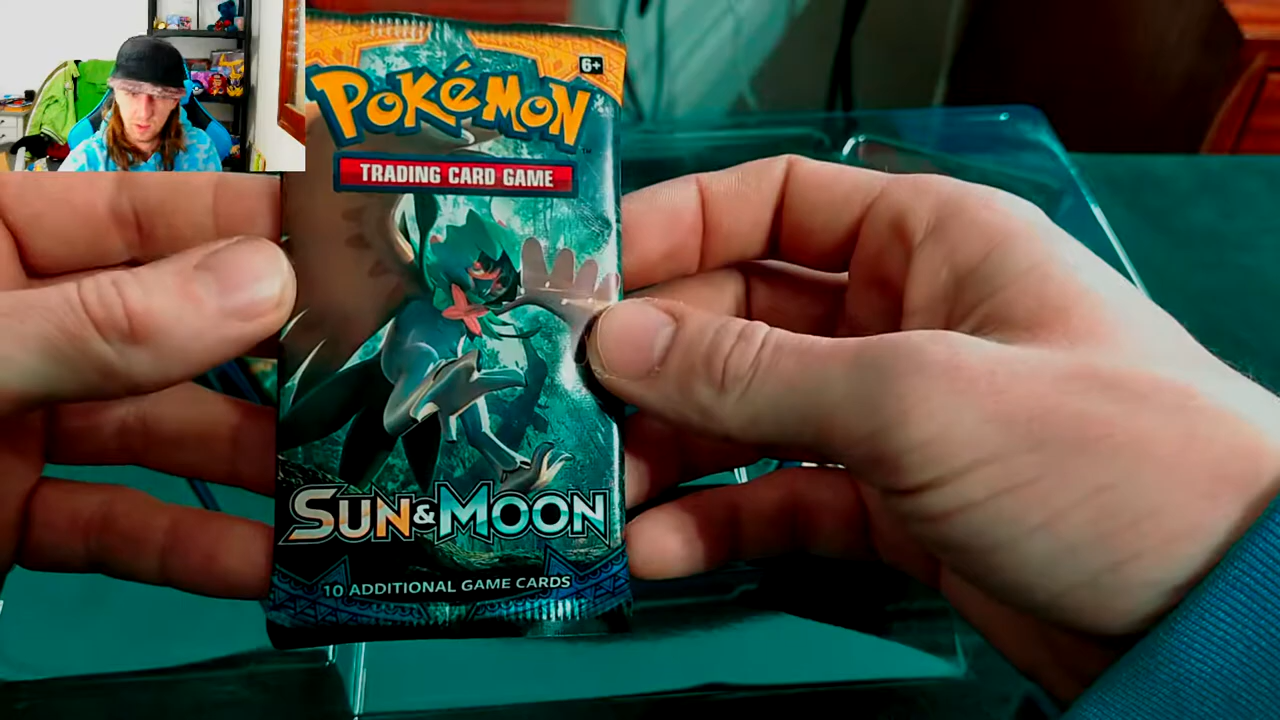 6+
POKéMON
TRADING CARD GAME
SUN & MOON
10 ADDITIONAL GAME CARDS